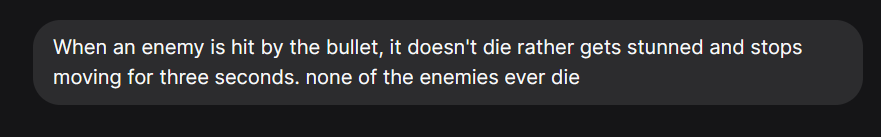 When an enemy is hit by the bullet, it doesn't die rather gets stunned and stops
moving for three seconds. none of the enemies ever die